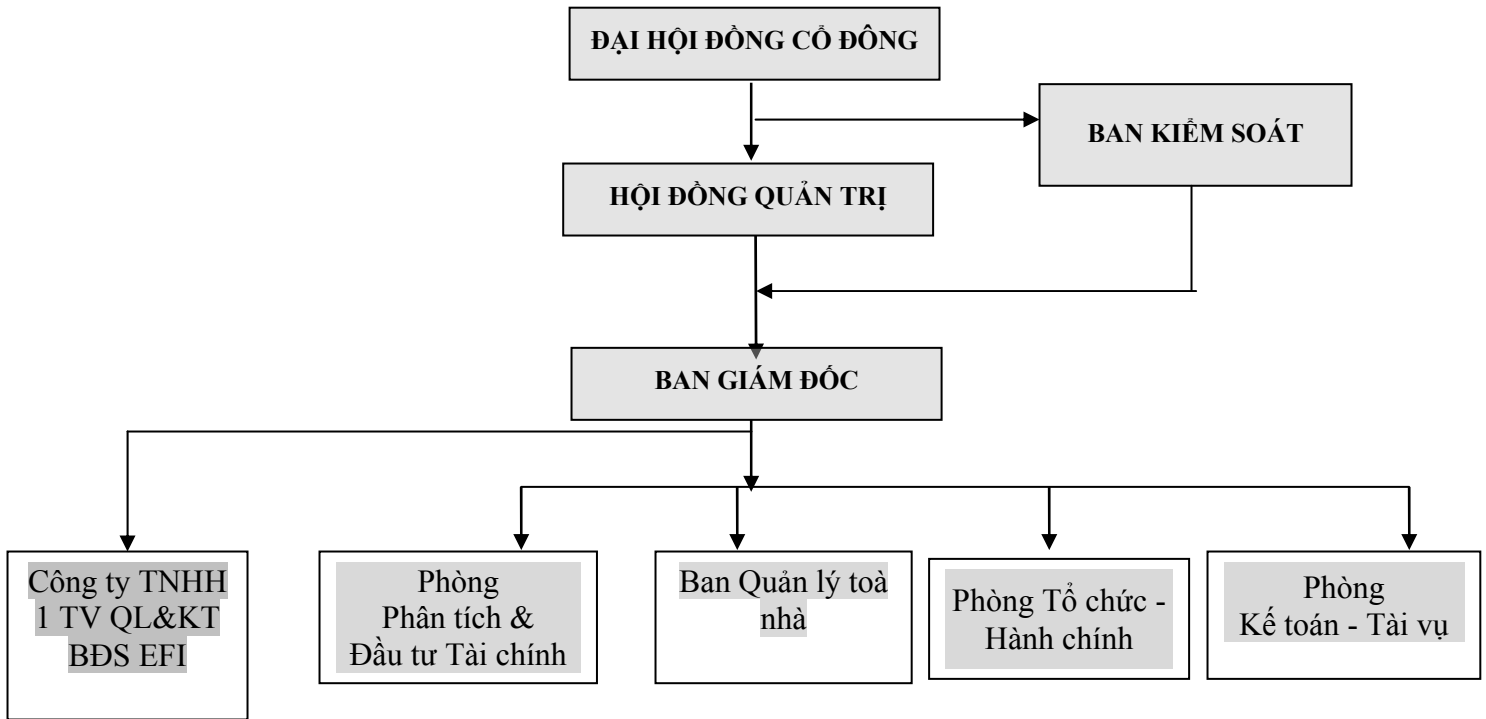 ĐẠI HỘI ĐỒNG CỔ ĐÔNG
BAN KIỂM SOÁT
HỘI ĐỒNG QUẢN TRỊ
BAN GIÁM ĐỐC
Công ty TNHH
1 TV QL&KT
BĐS EFI
Phòng
Phân tích &
Đầu tư Tài chính
Ban Quản lý toà
nhà
Phòng Tổ chức -
Hành chính
Phòng
Kế toán - Tài vụ